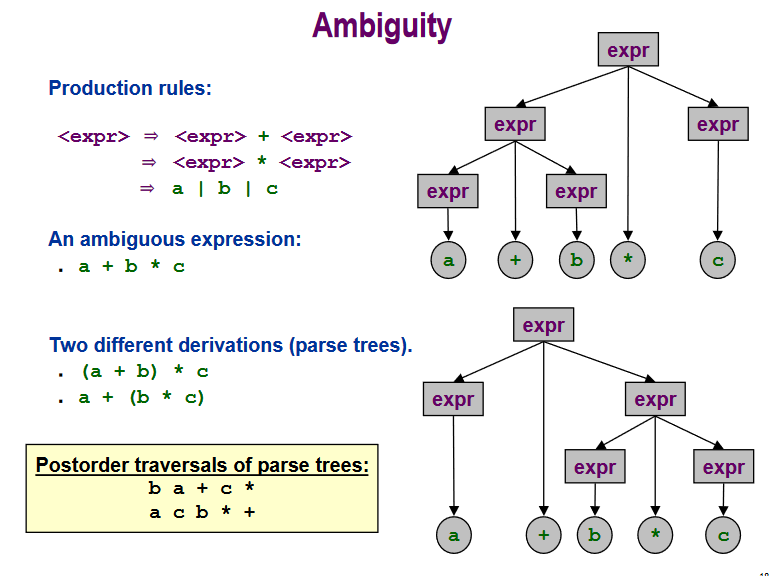 Ambiguity
Production rules:
<expr> ⇒ <expr> + <expr>
⇒ <expr> * <expr>
⇒ a | b | c
An ambiguous expression:
. a + b * c
Two different derivations (parse trees).
. (a + b) * c
. a + (b * c)
Postorder traversals of parse trees:
b a + c *
a c b * +
expr
expr expr
expr expr
a + b * c
expr
expr expr
expr expr
a + b * c